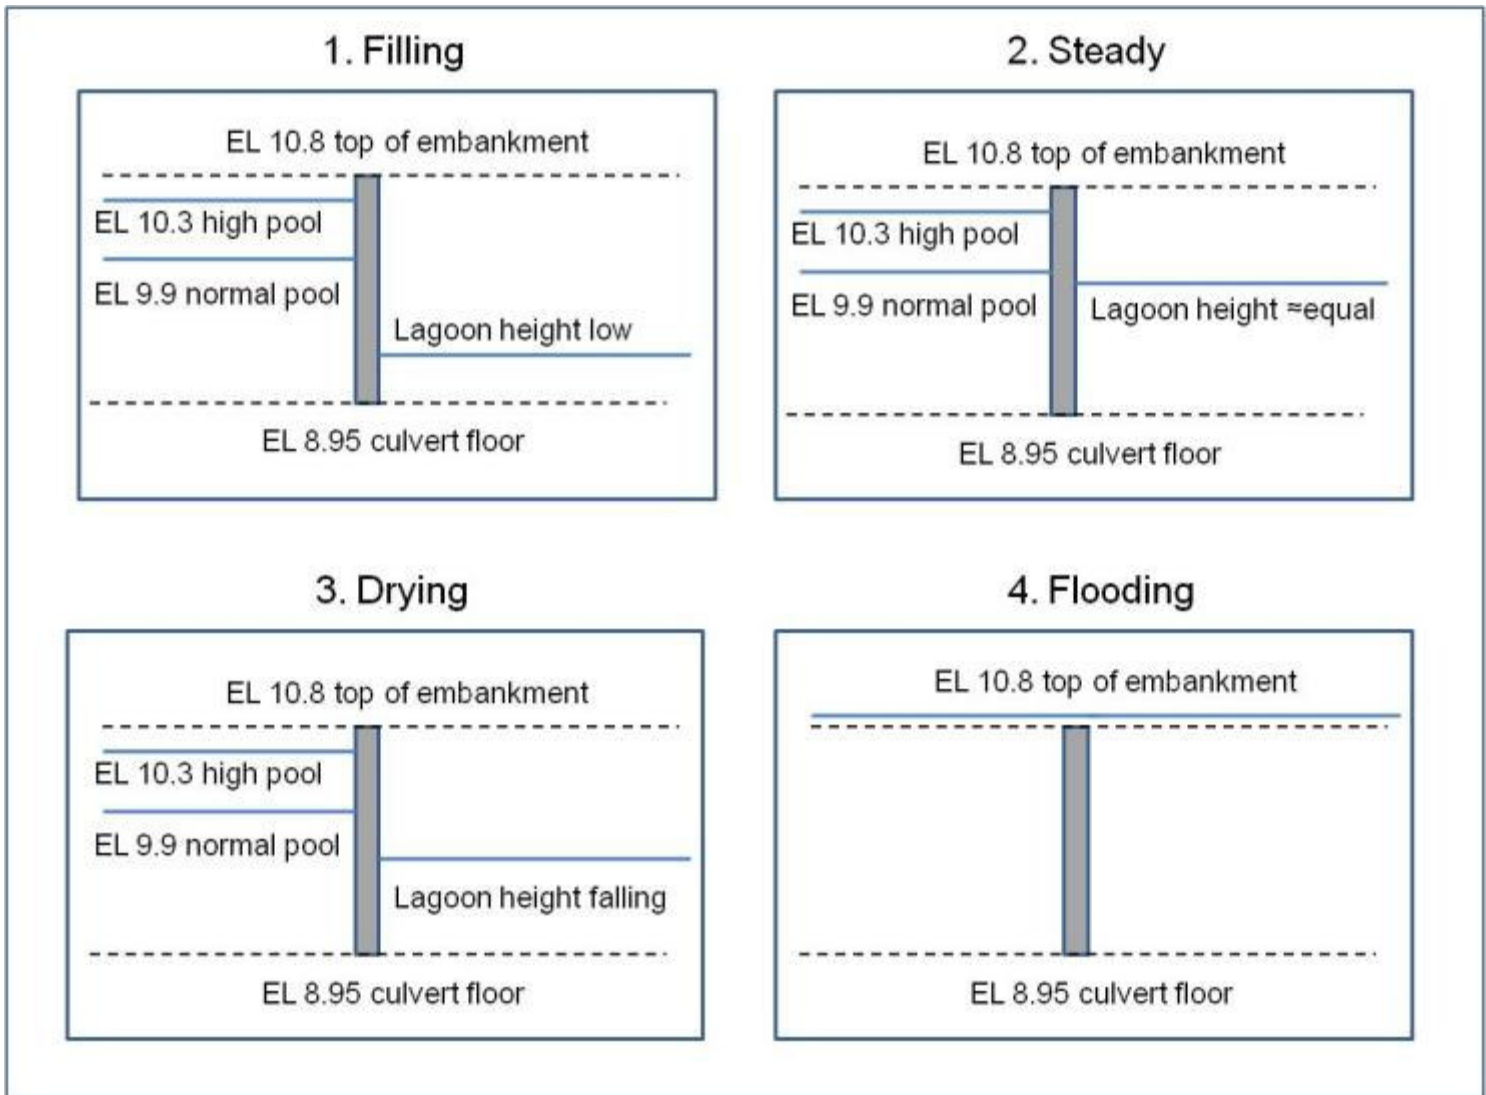 1. Filling
EL 10.8 top of embankment
EL 10.3 high pool
EL 9.9 normal pool
Lagoon height low
EL 8.95 culvert floor
2. Steady
EL 10.8 top of embankment
EL 10.3 high pool
EL 9.9 normal pool
Lagoon height ≈equal
EL 8.95 culvert floor
3. Drying
EL 10.8 top of embankment
EL 10.3 high pool
EL 9.9 normal pool
Lagoon height falling
EL 8.95 culvert floor
4. Flooding
EL 10.8 top of embankment
EL 8.95 culvert floor